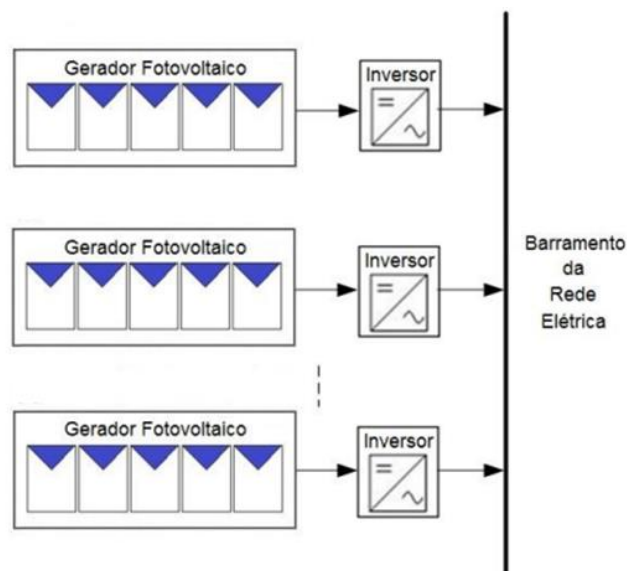 Gerador Fotovoltaico
Inversor
Gerador Fotovoltaico
Inversor
Barramento
da
Rede
Elétrica
Gerador Fotovoltaico
Inversor